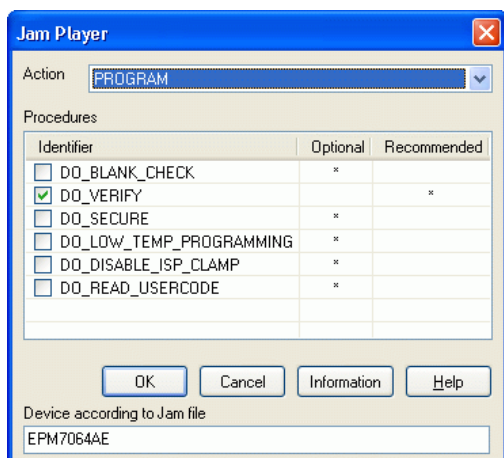 Jam Player
Action PROGRAM
Procedures
Identifier Optional Recommended
DO_BLANK_CHECK *
DO_VERIFY *
DO_SECURE *
DO_LOW_TEMP_PROGRAMMING *
DO_DISABLE_ISP_CLAMP *
DO_READ_USERCODE *
OK Cancel Information Help
Device according to Jam file
EPM7064AE